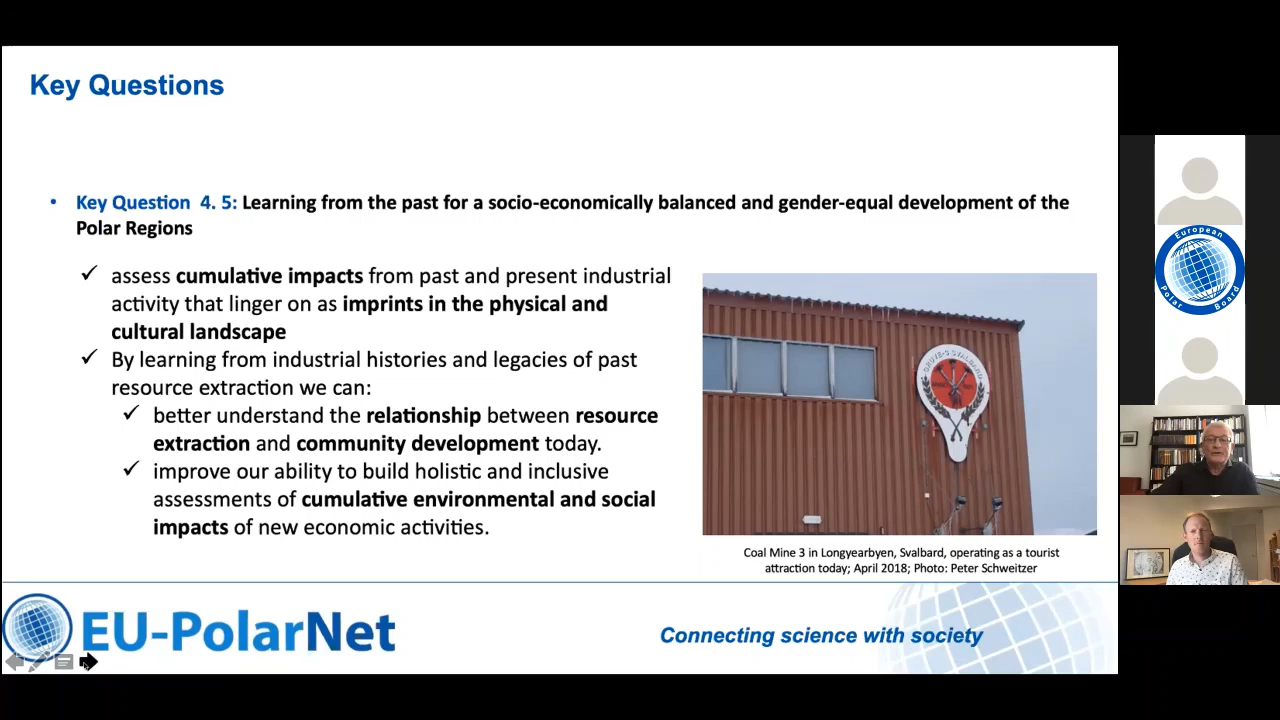 Key Questions
• Key Question 4. 5: Learning from the past for a socio-economically balanced and gender-equal development of the
Polar Regions
✓ assess cumulative impacts from past and present industrial
activity that linger on as imprints in the physical and
cultural landscape
✓ By learning from industrial histories and legacies of past
resource extraction we can:
✓ better understand the relationship between resource
extraction and community development today.
✓ improve our ability to build holistic and inclusive
assessments of cumulative environmental and social
impacts of new economic activities.
GRUVE-3 SVALBARD
Coal Mine 3 in Longyearbyen, Svalbard, operating as a tourist
attraction today; April 2018; Photo: Peter Schweitzer
EU-PolarNet
Connecting science with society
European
Polar Board